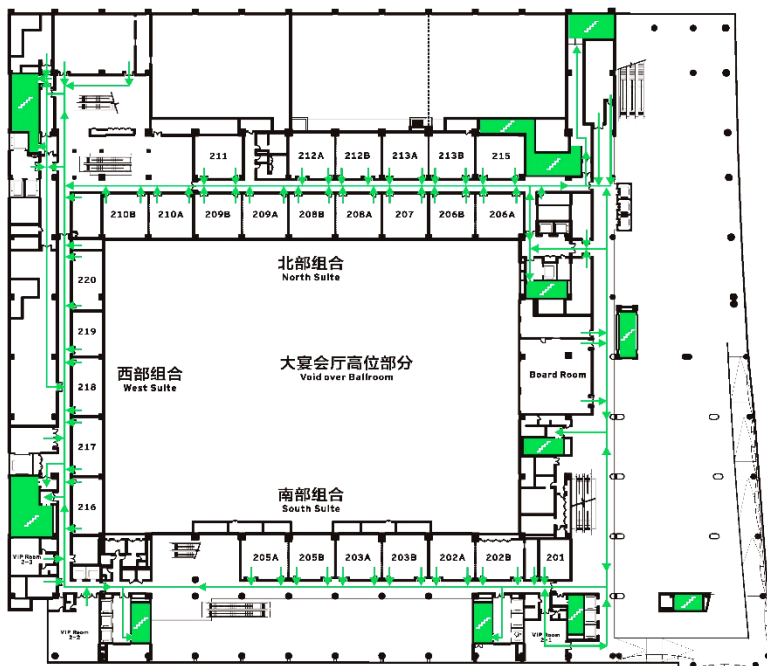 211
212A
212B
213A
213B
215
210B
210A
209B
209A
208B
208A
207
206B
206A
北部组合
North Suite
220
219
218
217
216
西部组合
West Suite
大宴会厅高位部分
Void over Ballroom
Board Room
南部组合
South Suite
205A
205B
203A
203B
202A
202B
201
VIP Room
2-3
VIP Room
2-2
VIP Room
2-1